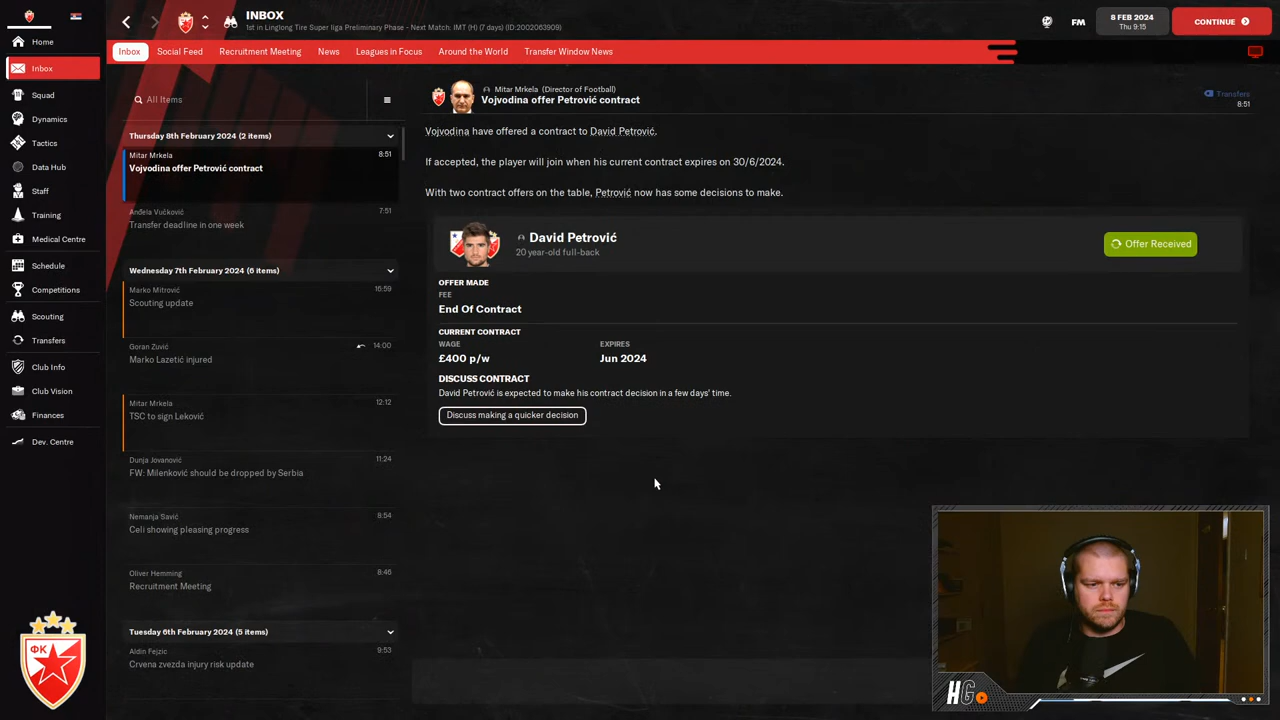 INBOX
1st in Linglong Tire Super liga Preliminary Phase - Next Match: IMT (H) (7 days) (ID:2002063909)
FM
8 FEB 2024
Thu 9:15
CONTINUE
Home
Inbox
Squad
Dynamics
Tactics
Data Hub
Staff
Training
Medical Centre
Schedule
Competitions
Scouting
Transfers
Club Info
Club Vision
Finances
Dev. Centre
ФК
Inbox
Social Feed
Recruitment Meeting
News
Leagues in Focus
Around the World
Transfer Window News
All Items
Thursday 8th February 2024 (2 items)
Mitar Mrkela 8:51
Vojvodina offer Petrović contract
Anđela Vučković 7:51
Transfer deadline in one week
Wednesday 7th February 2024 (6 items)
Marko Mitrović 16:59
Scouting update
Goran Zuvić 14:00
Marko Lazetić injured
Mitar Mrkela 12:12
TSC to sign Leković
Dunja Jovanović 11:24
FW: Milenković should be dropped by Serbia
Nemanja Savić 8:54
Celi showing pleasing progress
Oliver Hemming 8:46
Recruitment Meeting
Tuesday 6th February 2024 (5 items)
Aldin Fejzic 9:53
Crvena zvezda injury risk update
Mitar Mrkela (Director of Football)
Vojvodina offer Petrović contract
Transfers
8:51
Vojvodina have offered a contract to David Petrović.
If accepted, the player will join when his current contract expires on 30/6/2024.
With two contract offers on the table, Petrović now has some decisions to make.
David Petrović
20 year-old full-back
Offer Received
OFFER MADE
FEE
End Of Contract
CURRENT CONTRACT
WAGE EXPIRES
£400 p/w Jun 2024
DISCUSS CONTRACT
David Petrović is expected to make his contract decision in a few days' time.
Discuss making a quicker decision
HG